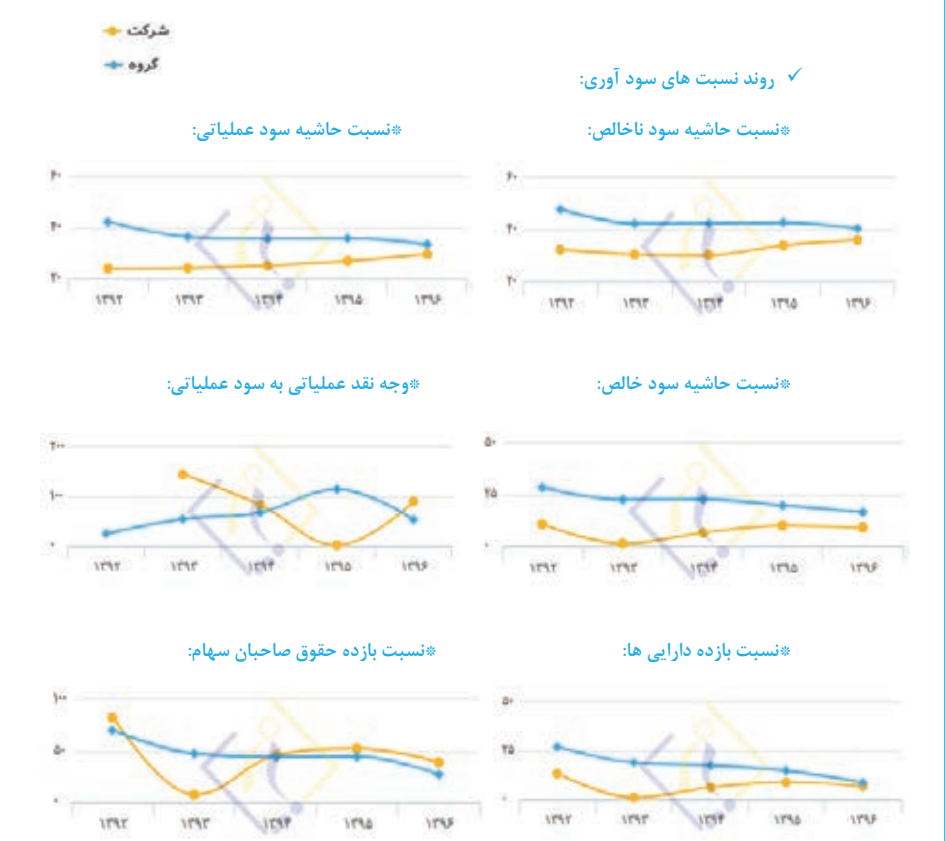 شرکت
گروه
✓ روند نسبت های سود آوری:
*نسبت حاشیه سود ناخالص:
۶۰
۴۰
۲۰
۱۳۹۲ ۱۳۹۳ ۱۳۹۴ ۱۳۹۵ ۱۳۹۶
*نسبت حاشیه سود عملیاتی:
۶۰
۴۰
۲۰
۱۳۹۲ ۱۳۹۳ ۱۳۹۴ ۱۳۹۵ ۱۳۹۶
*نسبت حاشیه سود خالص:
۵۰
۲۵
۰
۱۳۹۲ ۱۳۹۳ ۱۳۹۴ ۱۳۹۵ ۱۳۹۶
*وجه نقد عملیاتی به سود عملیاتی:
۲۰۰
۱۰۰
۰
۱۳۹۲ ۱۳۹۳ ۱۳۹۴ ۱۳۹۵ ۱۳۹۶
*نسبت بازده دارایی ها:
۵۰
۲۵
۰
۱۳۹۲ ۱۳۹۳ ۱۳۹۴ ۱۳۹۵ ۱۳۹۶
*نسبت بازده حقوق صاحبان سهام:
۱۰۰
۵۰
۰
۱۳۹۲ ۱۳۹۳ ۱۳۹۴ ۱۳۹۵ ۱۳۹۶